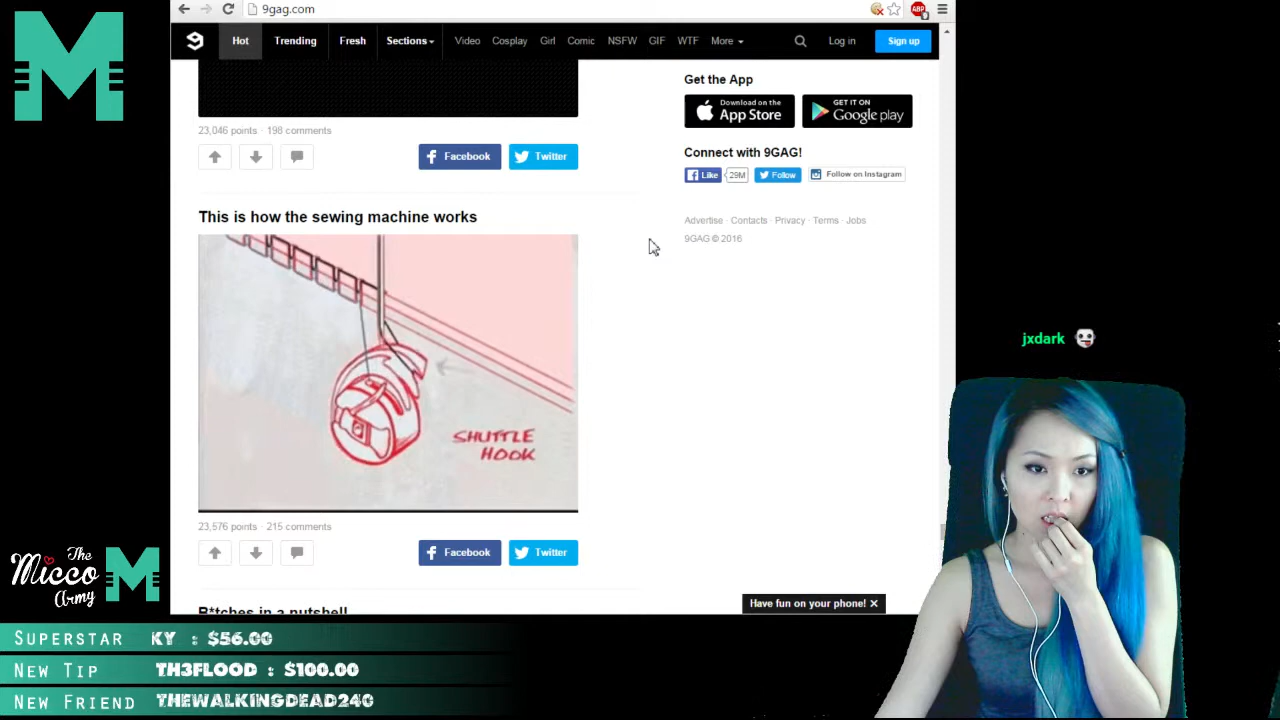 9gag.com
ABP
Hot Trending Fresh Sections Video Cosplay Girl Comic NSFW GIF WTF More Log in Sign up
23,046 points · 198 comments
Facebook Twitter
This is how the sewing machine works
SHUTTLE
HOOK
23,576 points · 215 comments
Facebook Twitter
B*tches in a nutshell
Get the App
Download on the
App Store
GET IT ON
Google play
Connect with 9GAG!
Like 29M Follow Follow on Instagram
Advertise · Contacts · Privacy · Terms · Jobs
9GAG © 2016
Have fun on your phone! ×
jxdark
M
The
Micco
Army
M
SUPERSTAR KY : $56.00
NEW TIP TH3FLOOD : $100.00
NEW FRIEND THEWALKINGDEAD240